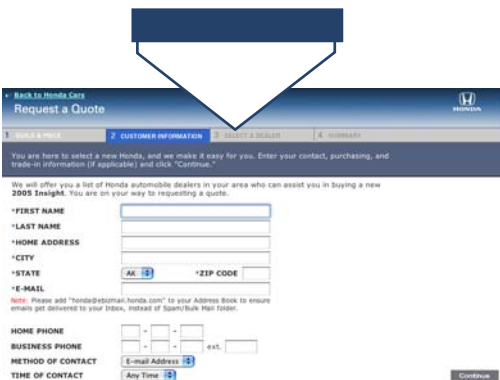 Back to Honda Cars
Request a Quote
HONDA
1 BUILD & PRICE 2 CUSTOMER INFORMATION 3 SELECT A DEALER 4 SUMMARY
You are here to select a new Honda, and we make it easy for you. Enter your contact, purchasing, and
trade-in information (if applicable) and click "Continue."
We will offer you a list of Honda automobile dealers in your area who can assist you in buying a new
2005 Insight. You are on your way to requesting a quote.
*FIRST NAME
*LAST NAME
*HOME ADDRESS
*CITY
*STATE AK *ZIP CODE
*E-MAIL
Note: Please add "honda@ebizmail.honda.com" to your Address Book to ensure
emails get delivered to your Inbox, instead of Spam/Bulk Mail folder.
HOME PHONE - -
BUSINESS PHONE - - ext.
METHOD OF CONTACT E-mail Address
TIME OF CONTACT Any Time
Continue